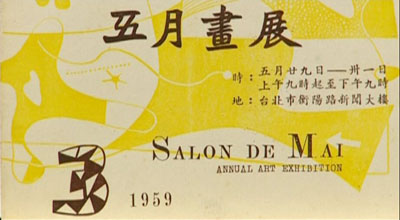 五月畫展
時：五月廿九日——卅一日
上午九時起至下午九時
地：台北市衡陽路新聞大樓
SALON DE MAI
ANNUAL ART EXHIBITION
3
1959